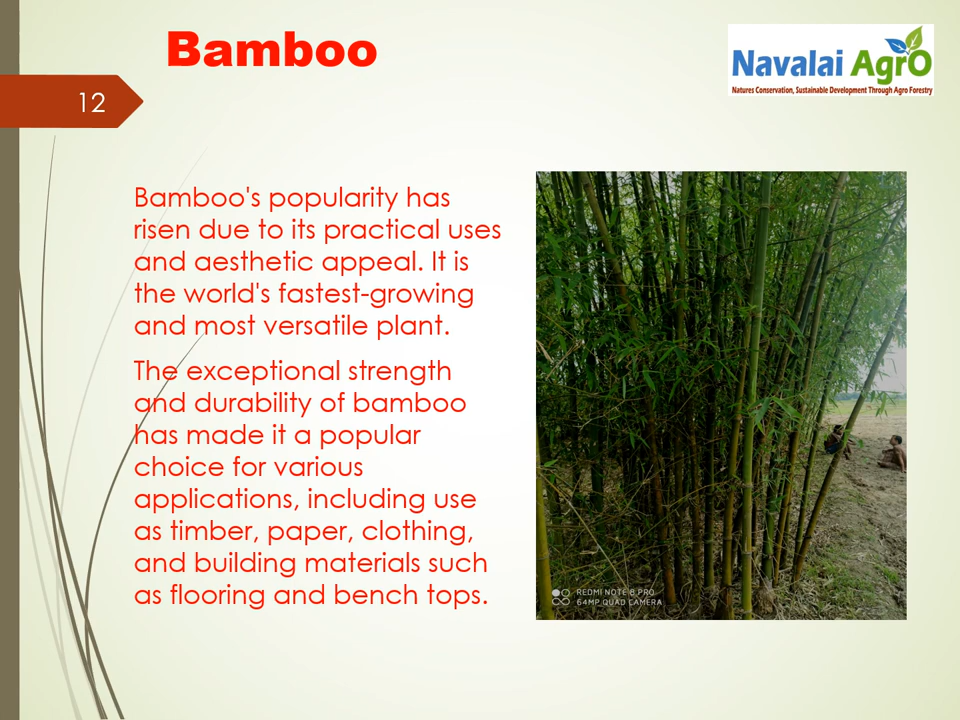 Bamboo
Navalai AgrO
Natures Conservation, Sustainable Development Through Agro Forestry
12
Bamboo's popularity has
risen due to its practical uses
and aesthetic appeal. It is
the world's fastest-growing
and most versatile plant.
The exceptional strength
and durability of bamboo
has made it a popular
choice for various
applications, including use
as timber, paper, clothing,
and building materials such
as flooring and bench tops.
REDMI NOTE 8 PRO
64MP QUAD CAMERA